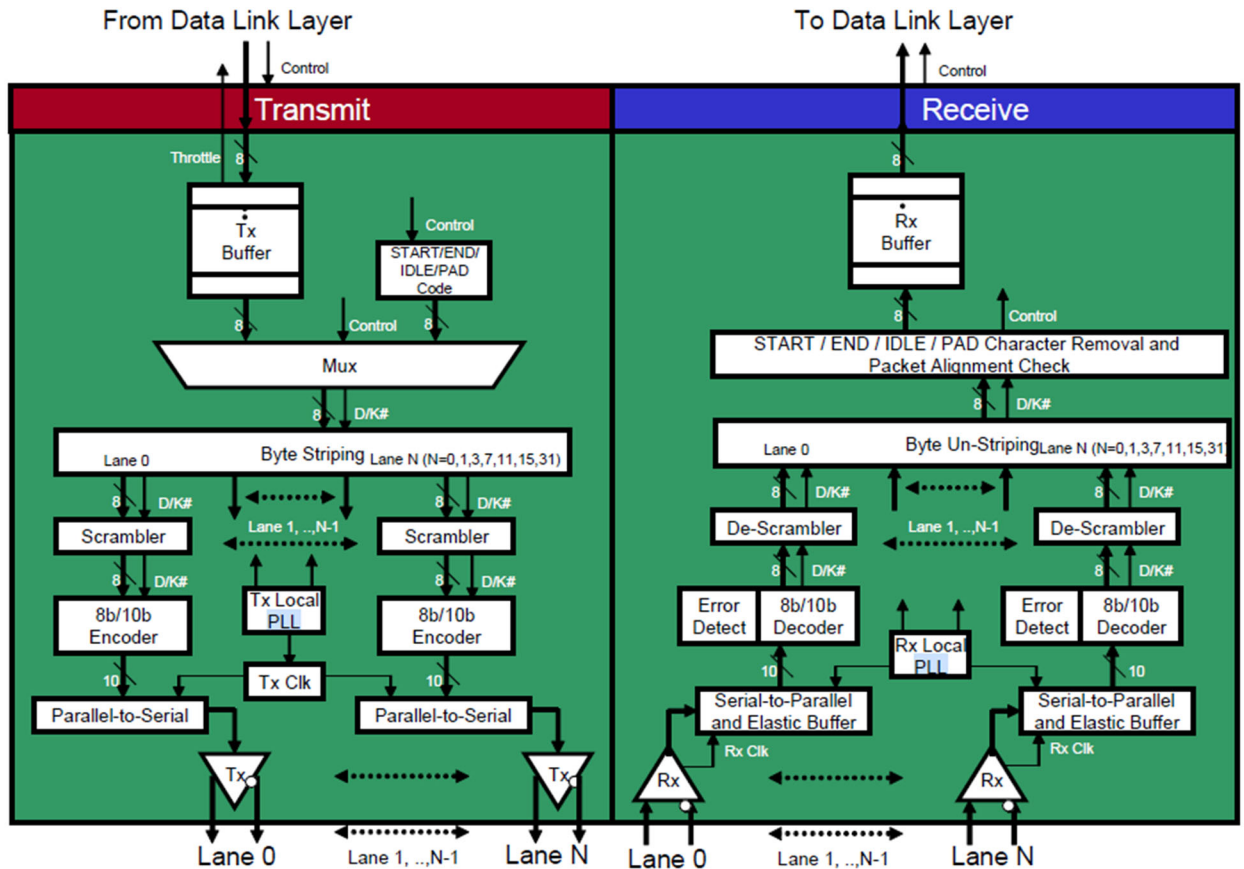 From Data Link Layer
To Data Link Layer
Control
Control
Transmit
Receive
Throttle
8
8
Tx
Buffer
Control
START/END/
IDLE/PAD
Code
Rx
Buffer
8
Control
8
8
Control
Mux
START / END / IDLE / PAD Character Removal and
Packet Alignment Check
8
D/K#
8
D/K#
Lane 0
Byte Striping
Lane N (N=0,1,3,7,11,15,31)
Lane 0
Byte Un-Striping
Lane N (N=0,1,3,7,11,15,31)
8
D/K#
8
D/K#
8
D/K#
8
D/K#
Scrambler
Lane 1, ..,N-1
Scrambler
De-Scrambler
Lane 1, ..,N-1
De-Scrambler
8
D/K#
8
D/K#
8
D/K#
8
D/K#
8b/10b
Encoder
Tx Local
PLL
8b/10b
Encoder
Error
Detect
8b/10b
Decoder
Rx Local
PLL
Error
Detect
8b/10b
Decoder
10
Tx Clk
10
10
10
Parallel-to-Serial
Parallel-to-Serial
Serial-to-Parallel
and Elastic Buffer
Serial-to-Parallel
and Elastic Buffer
Rx Clk
Rx Clk
Tx
Tx
Rx
Rx
Lane 0
Lane 1, ..,N-1
Lane N
Lane 0
Lane 1, ..,N-1
Lane N